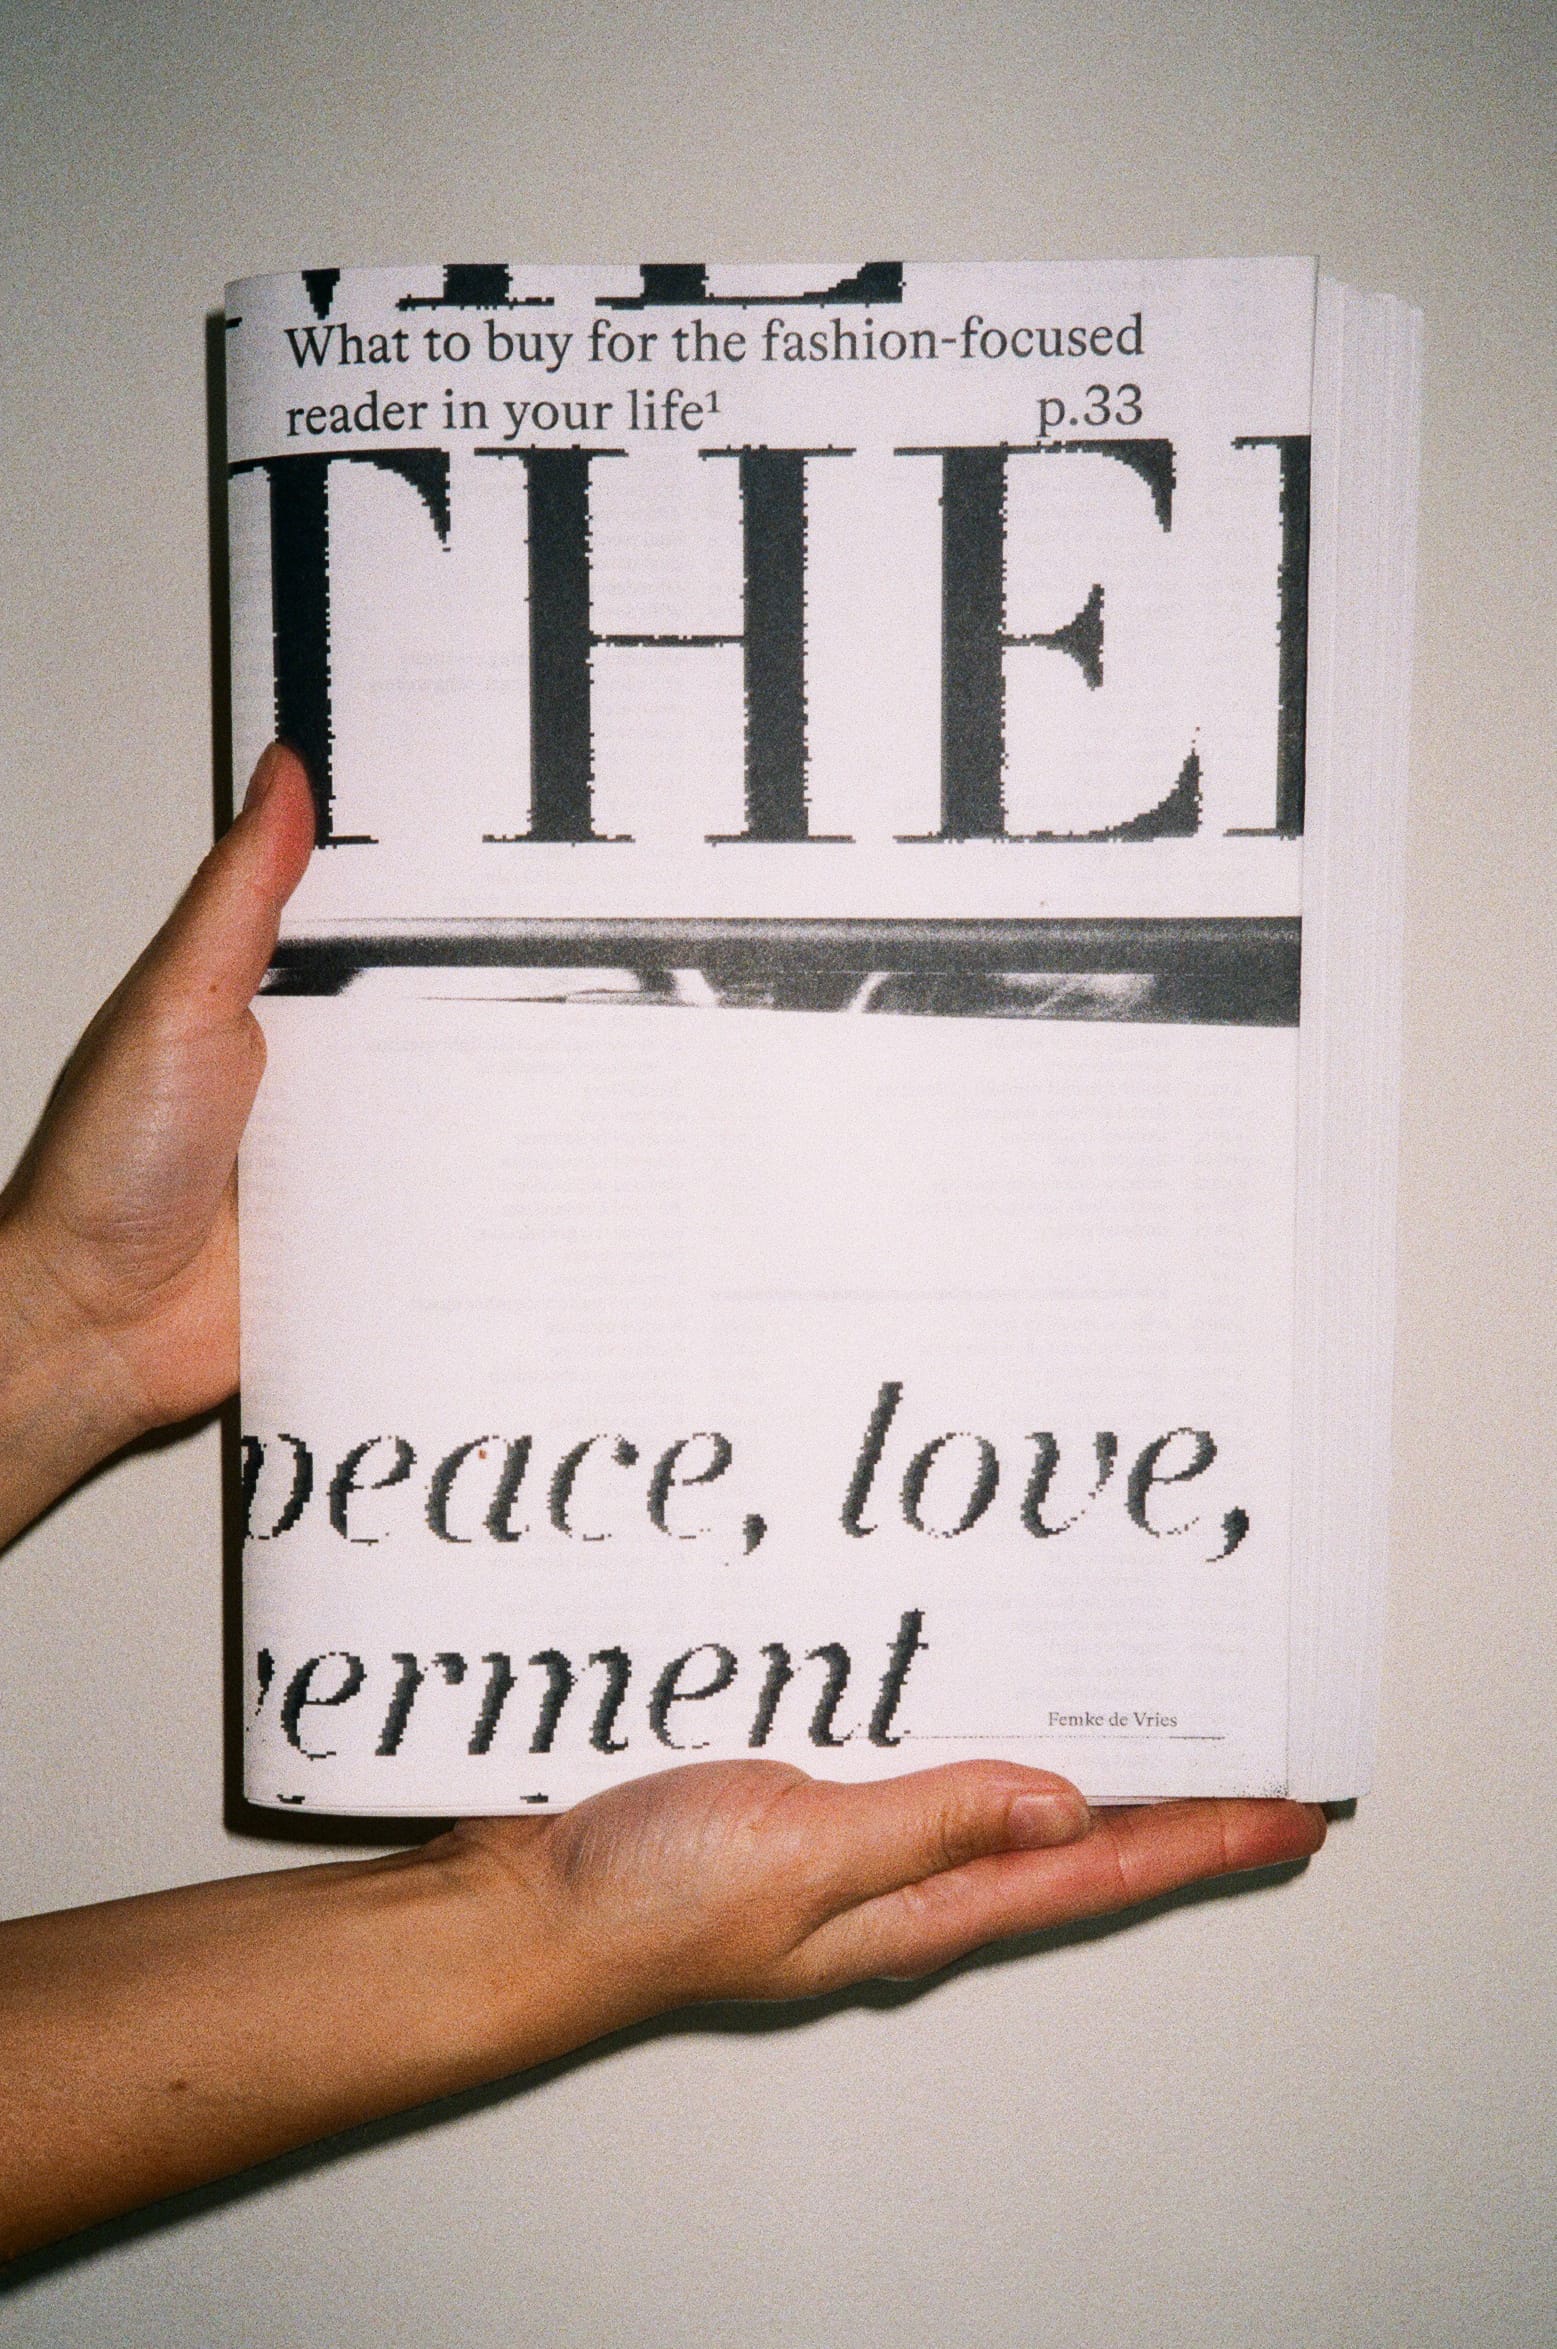 What to buy for the fashion-focused
reader in your life¹ p.33
THE
peace, love,
erment
Femke de Vries